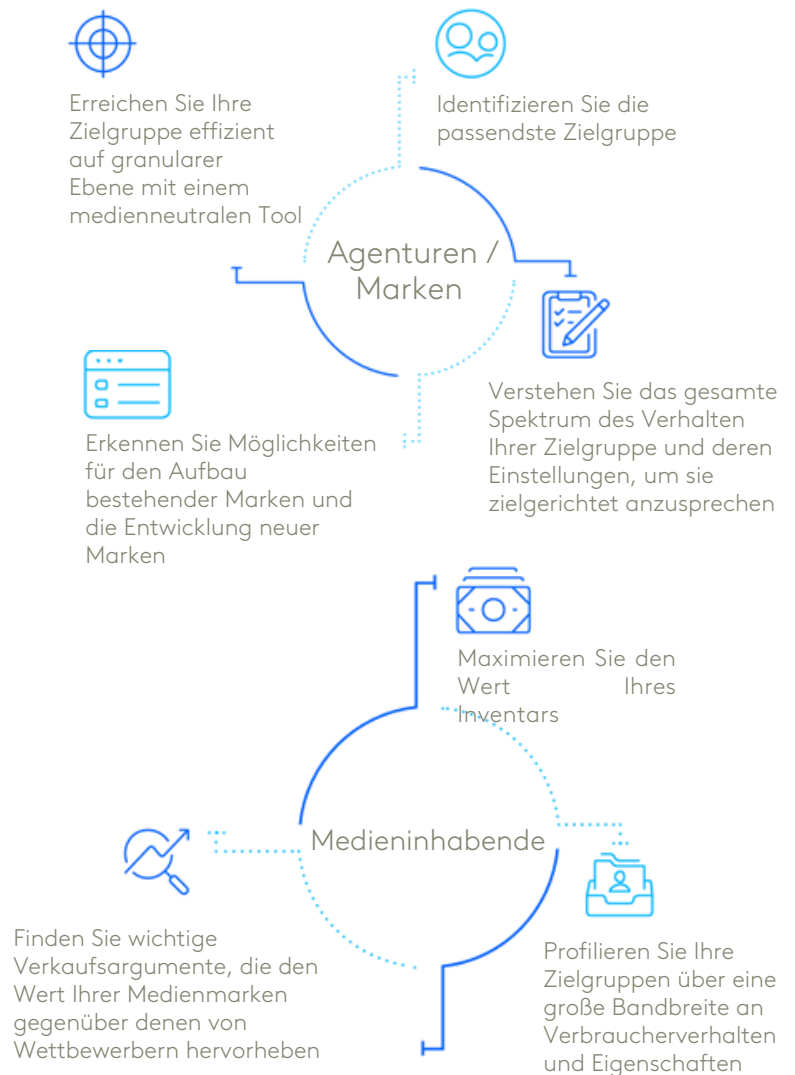 Erreichen Sie Ihre
Zielgruppe effizient
auf granularer
Ebene mit einem
medienneutralen Tool
Identifizieren Sie die
passendste Zielgruppe
Agenturen /
Marken
Erkennen Sie Möglichkeiten
für den Aufbau
bestehender Marken und
die Entwicklung neuer
Marken
Verstehen Sie das gesamte
Spektrum des Verhalten
Ihrer Zielgruppe und deren
Einstellungen, um sie
zielgerichtet anzusprechen
Maximieren Sie den
Wert Ihres
Inventars
Medieninhabende
Finden Sie wichtige
Verkaufsargumente, die den
Wert Ihrer Medienmarken
gegenüber denen von
Wettbewerbern hervorheben
Profilieren Sie Ihre
Zielgruppen über eine
große Bandbreite an
Verbraucherverhalten
und Eigenschaften